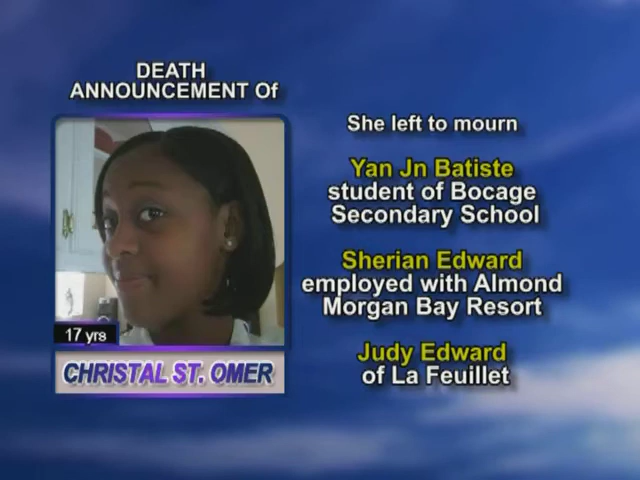 DEATH
ANNOUNCEMENT Of
17 yrs
CHRISTAL ST. OMER
She left to mourn
Yan Jn Batiste
student of Bocage
Secondary School
Sherian Edward
employed with Almond
Morgan Bay Resort
Judy Edward
of La Feuillet